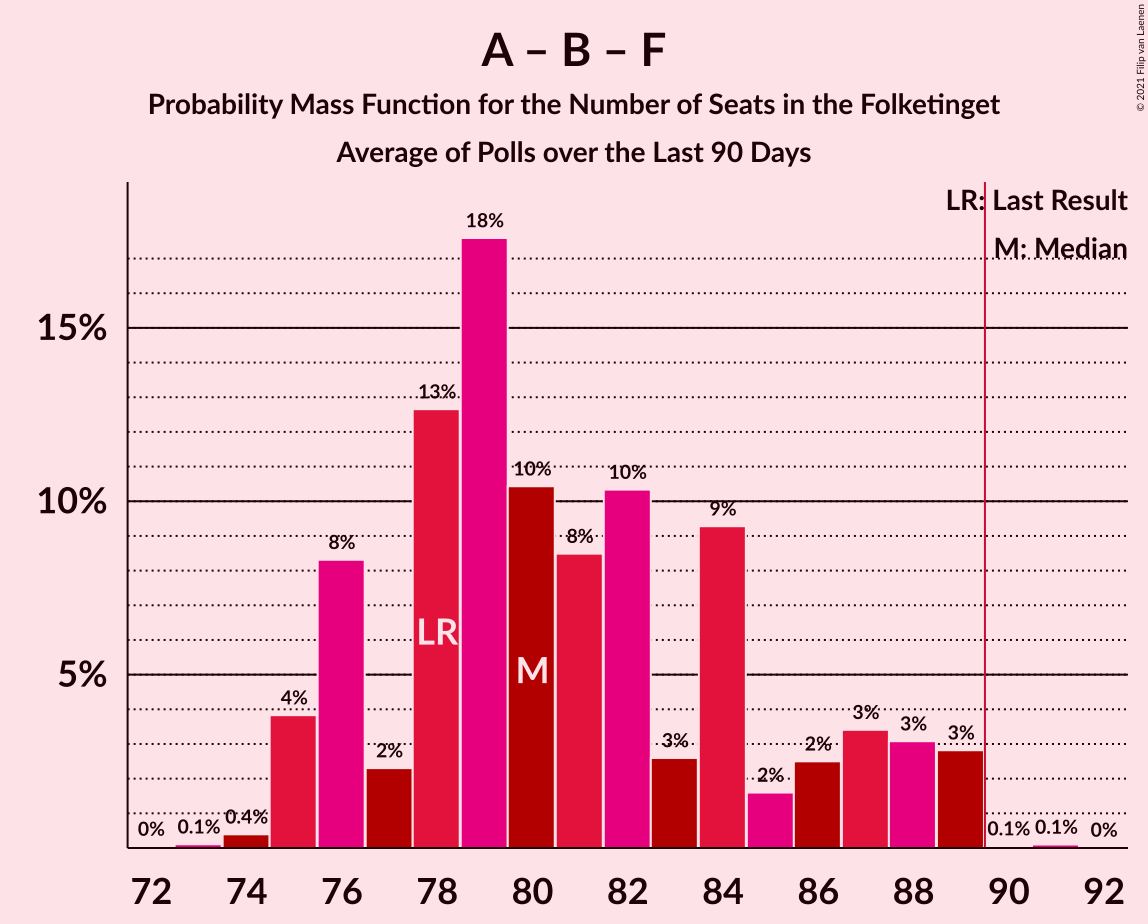 A – B – F
Probability Mass Function for the Number of Seats in the Folketinget
Average of Polls over the Last 90 Days
© 2021 Filip van Laenen
LR: Last Result
M: Median
15%
10%
5%
0%
0.1%
0.4%
4%
8%
2%
13%
18%
10%
8%
10%
3%
9%
2%
2%
3%
3%
3%
0.1%
0.1%
0%
LR
M
72 74 76 78 80 82 84 86 88 90 92